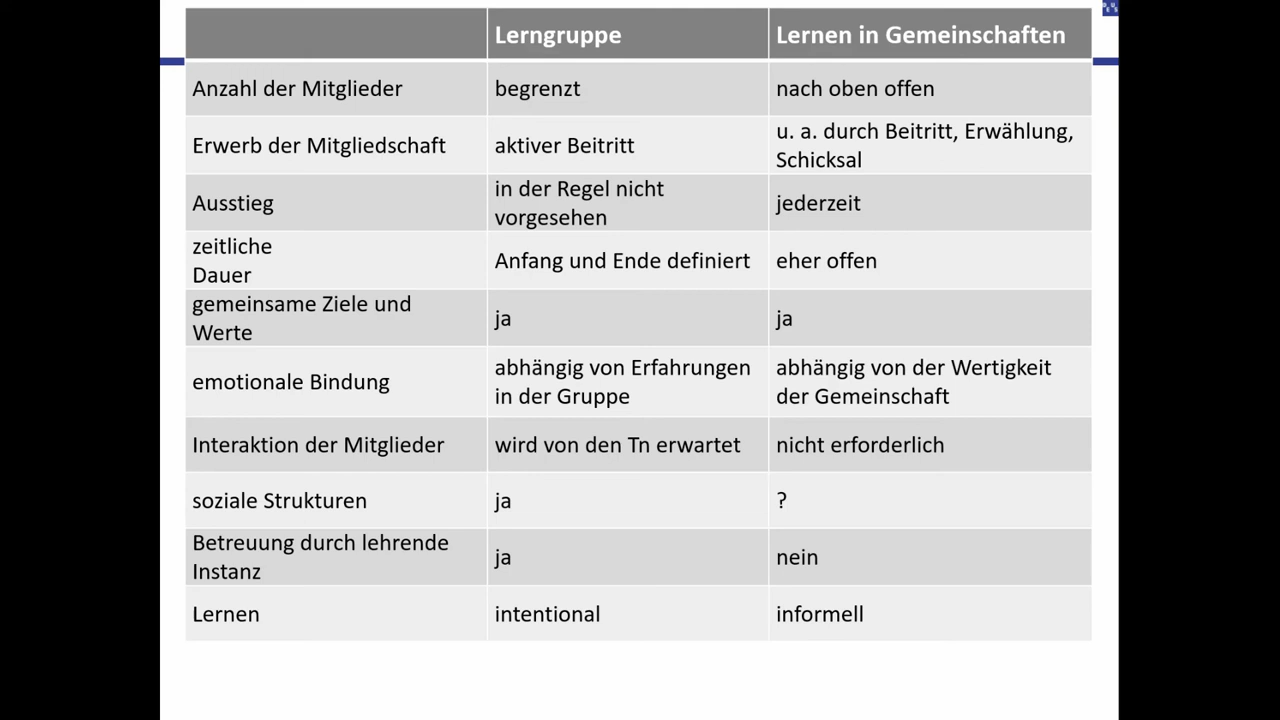 Lerngruppe
Lernen in Gemeinschaften
Anzahl der Mitglieder
begrenzt
nach oben offen
Erwerb der Mitgliedschaft
aktiver Beitritt
u. a. durch Beitritt, Erwählung,
Schicksal
Ausstieg
in der Regel nicht
vorgesehen
jederzeit
zeitliche
Dauer
Anfang und Ende definiert
eher offen
gemeinsame Ziele und
Werte
ja
ja
emotionale Bindung
abhängig von Erfahrungen
in der Gruppe
abhängig von der Wertigkeit
der Gemeinschaft
Interaktion der Mitglieder
wird von den Tn erwartet
nicht erforderlich
soziale Strukturen
ja
?
Betreuung durch lehrende
Instanz
ja
nein
Lernen
intentional
informell